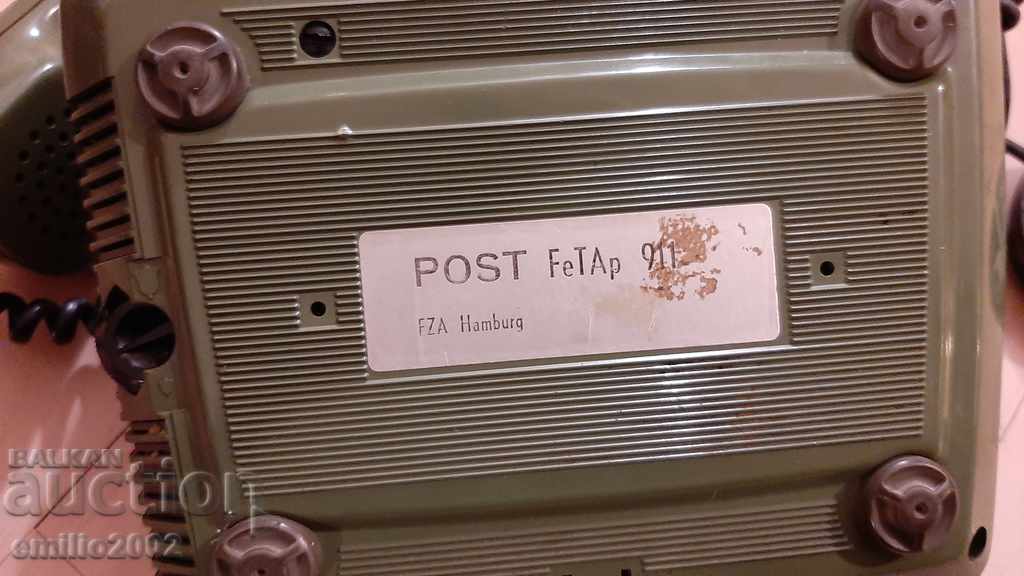 POST FeTAp 911
FZA Hamburg
BALKAN
auction
emilio2002